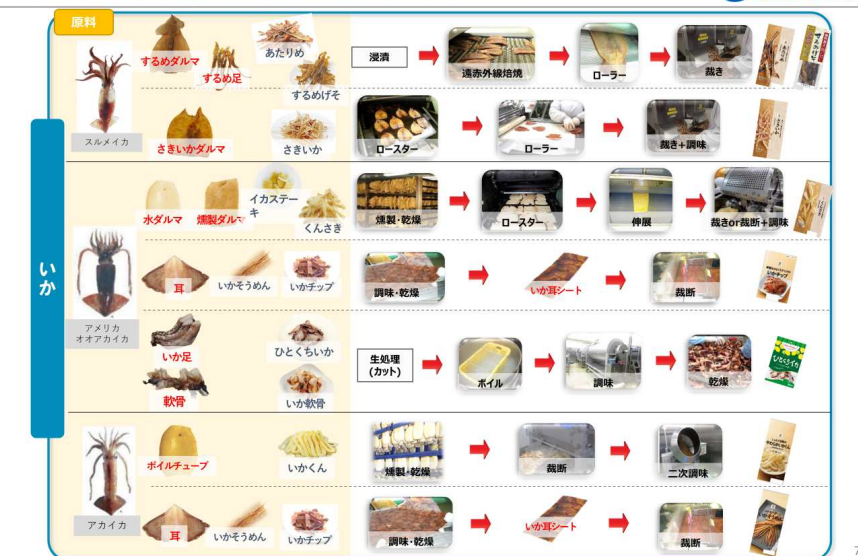 原料
いか
スルメイカ
するめダルマ
するめ足
あたりめ
するめげそ
浸漬
遠赤外線焙焼
ローラー
裁き
さきいかダルマ
さきいか
ロースター
ローラー
裁き+調味
アメリカ
オオアカイカ
水ダルマ
燻製ダルマ
イカステー
キ
くんさき
燻製・乾燥
ロースター
伸展
裁きor裁断+調味
耳
いかそうめん
いかチップ
調味・乾燥
いか耳シート
裁断
いかチップ
いか足
ひとくちいか
軟骨
いか軟骨
生処理
(カット)
ボイル
調味
乾燥
ひとくちイカ
アカイカ
ボイルチューブ
いかくん
燻製・乾燥
裁断
二次調味
耳
いかそうめん
いかチップ
調味・乾燥
いか耳シート
裁断
7